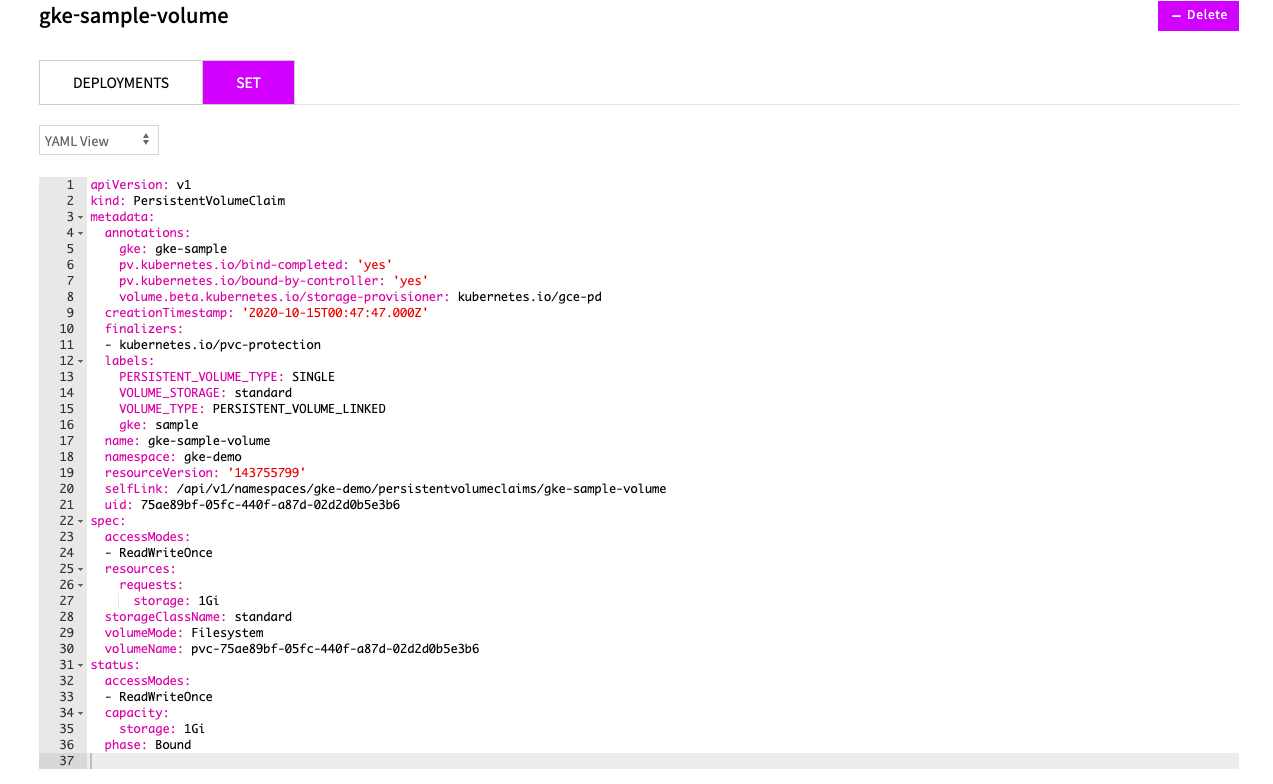 gke-sample-volume
– Delete
DEPLOYMENTS SET
YAML View
1 apiVersion: v1
2 kind: PersistentVolumeClaim
3 metadata:
4   annotations:
5     gke: gke-sample
6     pv.kubernetes.io/bind-completed: 'yes'
7     pv.kubernetes.io/bound-by-controller: 'yes'
8     volume.beta.kubernetes.io/storage-provisioner: kubernetes.io/gce-pd
9   creationTimestamp: '2020-10-15T00:47:47.000Z'
10   finalizers:
11   - kubernetes.io/pvc-protection
12   labels:
13     PERSISTENT_VOLUME_TYPE: SINGLE
14     VOLUME_STORAGE: standard
15     VOLUME_TYPE: PERSISTENT_VOLUME_LINKED
16     gke: sample
17   name: gke-sample-volume
18   namespace: gke-demo
19   resourceVersion: '143755799'
20   selfLink: /api/v1/namespaces/gke-demo/persistentvolumeclaims/gke-sample-volume
21   uid: 75ae89bf-05fc-440f-a87d-02d2d0b5e3b6
22 spec:
23   accessModes:
24   - ReadWriteOnce
25   resources:
26     requests:
27       storage: 1Gi
28   storageClassName: standard
29   volumeMode: Filesystem
30   volumeName: pvc-75ae89bf-05fc-440f-a87d-02d2d0b5e3b6
31 status:
32   accessModes:
33   - ReadWriteOnce
34   capacity:
35     storage: 1Gi
36   phase: Bound
37